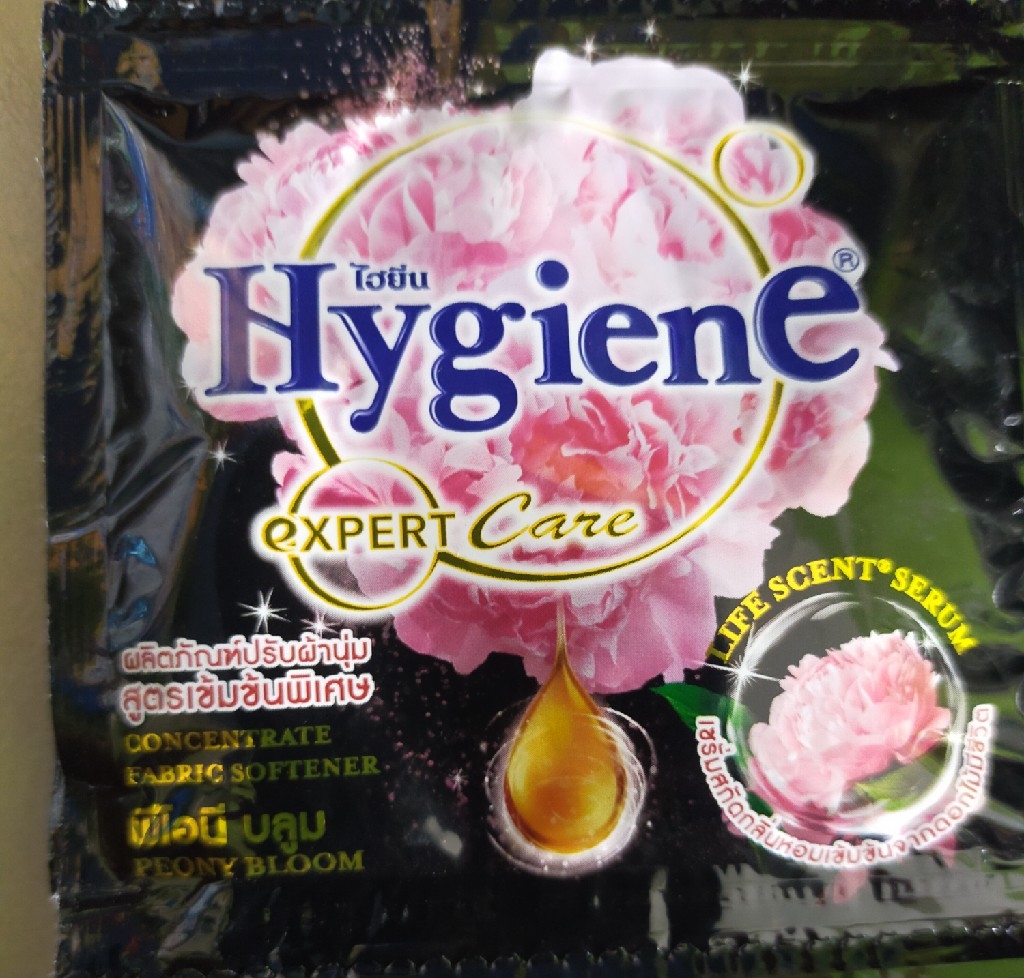 ไฮยีน
Hygiene®
EXPERT Care
ผลิตภัณฑ์ปรับผ้านุ่ม
สูตรเข้มข้นพิเศษ
CONCENTRATE
FABRIC SOFTENER
พีโอนี บลูม
PEONY BLOOM
LIFE SCENT® SERUM
เซรั่มสกัดกลิ่นหอมเข้มข้นจากดอกไม้มีชีวิต